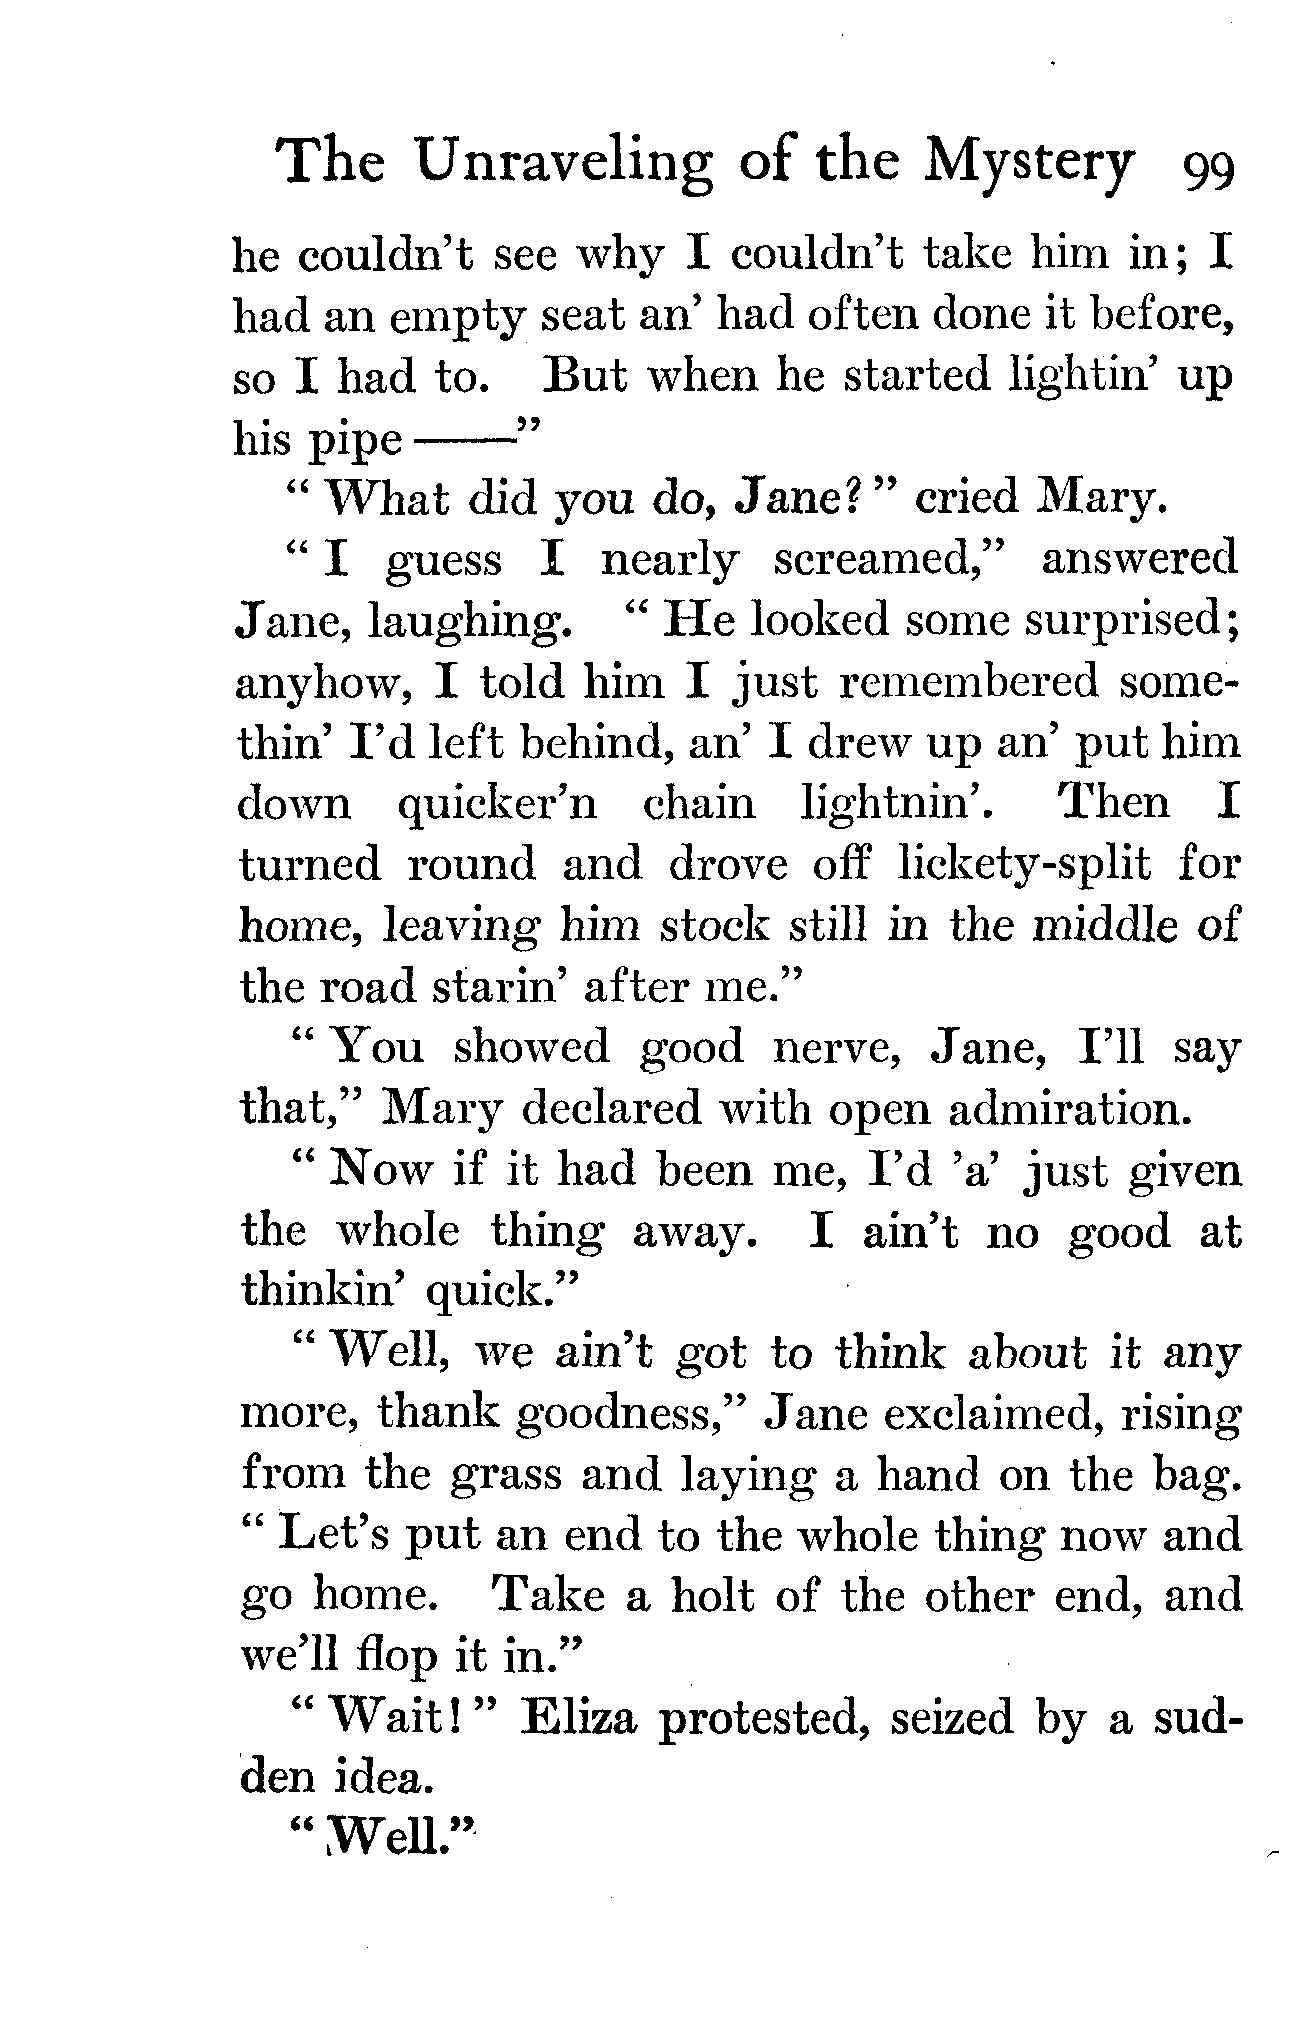 The Unraveling of the Mystery 99
he couldn't see why I couldn't take him in; I
had an empty seat an' had often done it before,
so I had to. But when he started lightin' up
his pipe ——"
"What did you do, Jane?" cried Mary.
"I guess I nearly screamed," answered
Jane, laughing. "He looked some surprised;
anyhow, I told him I just remembered some-
thin' I'd left behind, an' I drew up an' put him
down quicker'n chain lightnin'. Then I
turned round and drove off lickety-split for
home, leaving him stock still in the middle of
the road starin' after me."
"You showed good nerve, Jane, I'll say
that," Mary declared with open admiration.
"Now if it had been me, I'd 'a' just given
the whole thing away. I ain't no good at
thinkin' quick."
"Well, we ain't got to think about it any
more, thank goodness," Jane exclaimed, rising
from the grass and laying a hand on the bag.
"Let's put an end to the whole thing now and
go home. Take a holt of the other end, and
we'll flop it in."
"Wait!" Eliza protested, seized by a sud-
den idea.
"Well."